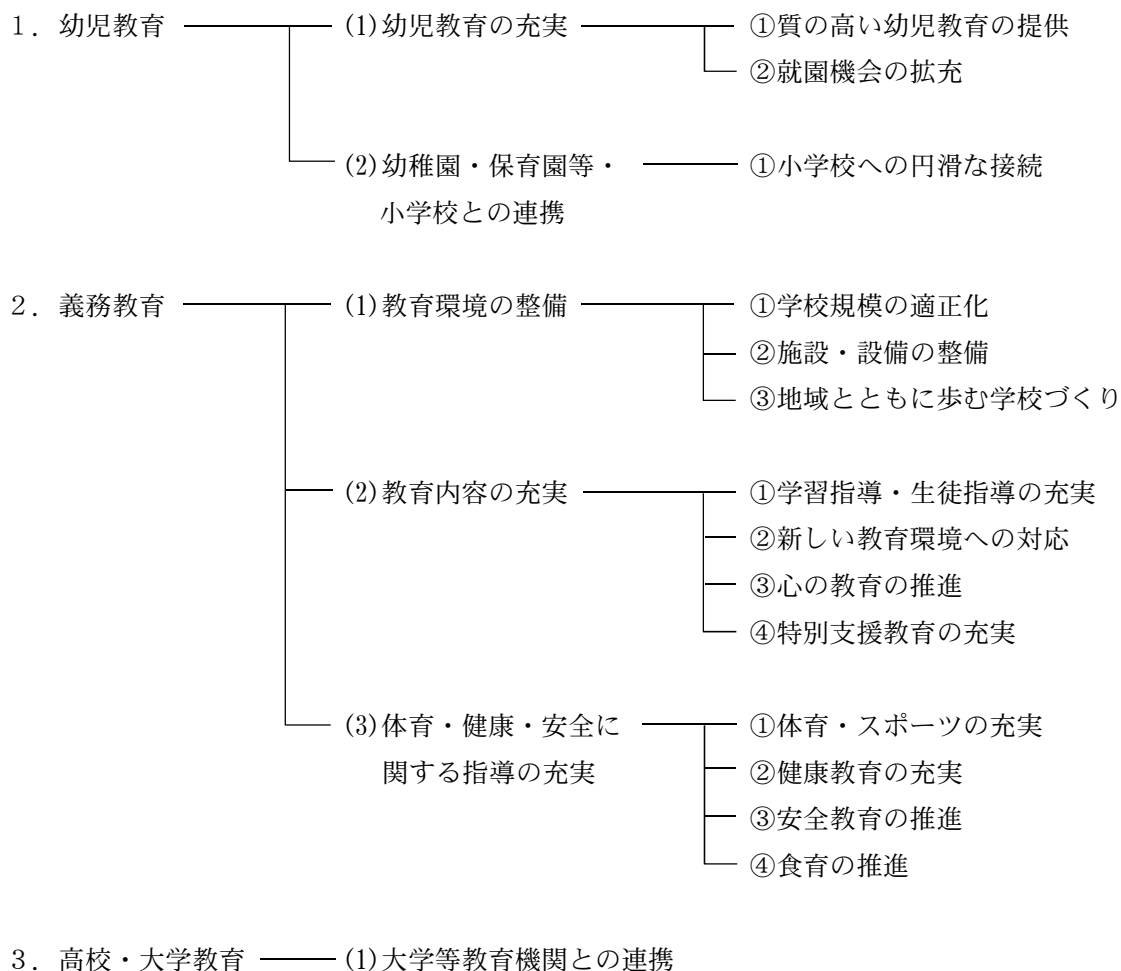 １．幼児教育 (1)幼児教育の充実 ①質の高い幼児教育の提供
②就園機会の拡充
(2)幼稚園・保育園等・ ①小学校への円滑な接続
小学校との連携
２．義務教育 (1)教育環境の整備 ①学校規模の適正化
②施設・設備の整備
③地域とともに歩む学校づくり
(2)教育内容の充実 ①学習指導・生徒指導の充実
②新しい教育環境への対応
③心の教育の推進
④特別支援教育の充実
(3)体育・健康・安全に ①体育・スポーツの充実
関する指導の充実 ②健康教育の充実
③安全教育の推進
④食育の推進
３．高校・大学教育 (1)大学等教育機関との連携